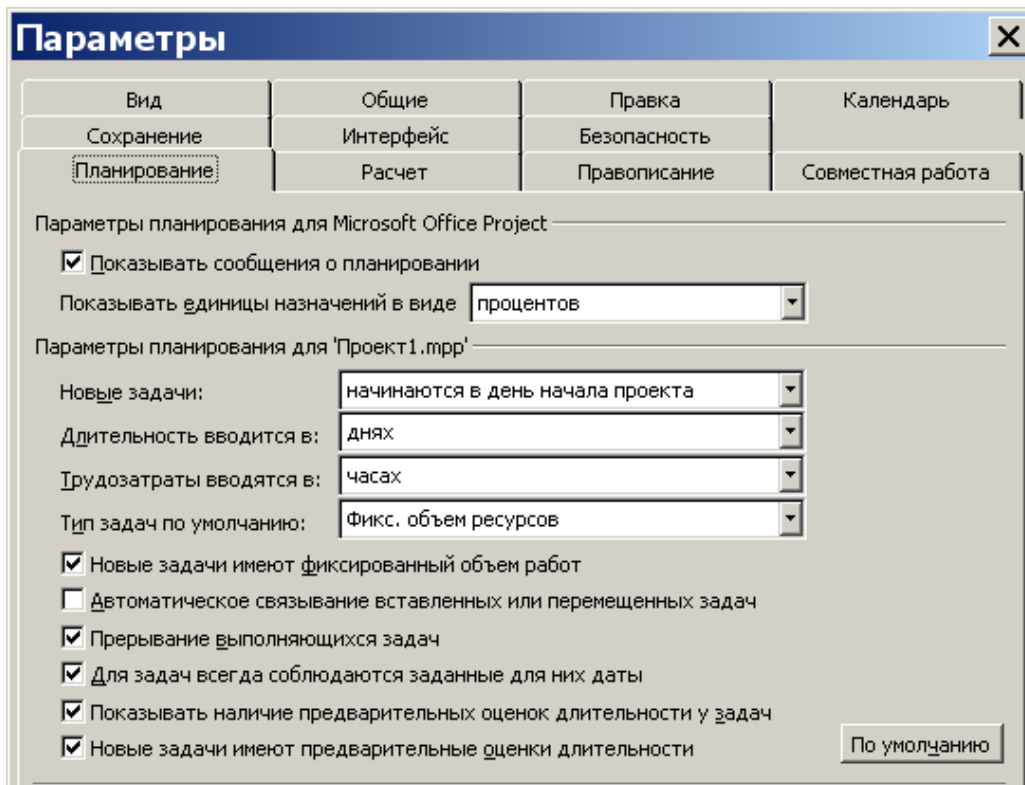 Параметры
Вид Общие Правка Календарь
Сохранение Интерфейс Безопасность
Планирование Расчет Правописание Совместная работа
Параметры планирования для Microsoft Office Project
Показывать сообщения о планировании
Показывать единицы назначений в виде процентов
Параметры планирования для 'Проект1.mpp'
Новые задачи: начинаются в день начала проекта
Длительность вводится в: днях
Трудозатраты вводятся в: часах
Тип задач по умолчанию: Фикс. объем ресурсов
Новые задачи имеют фиксированный объем работ
Автоматическое связывание вставленных или перемещенных задач
Прерывание выполняющихся задач
Для задач всегда соблюдаются заданные для них даты
Показывать наличие предварительных оценок длительности у задач
Новые задачи имеют предварительные оценки длительности По умолчанию